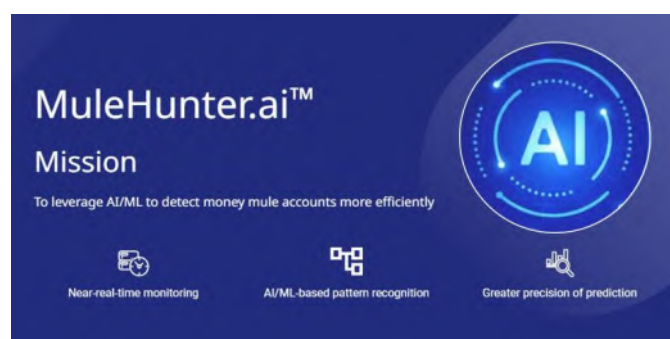 MuleHunter.ai™
Mission
To leverage AI/ML to detect money mule accounts more efficiently
AI
Near-real-time monitoring
AI/ML-based pattern recognition
Greater precision of prediction